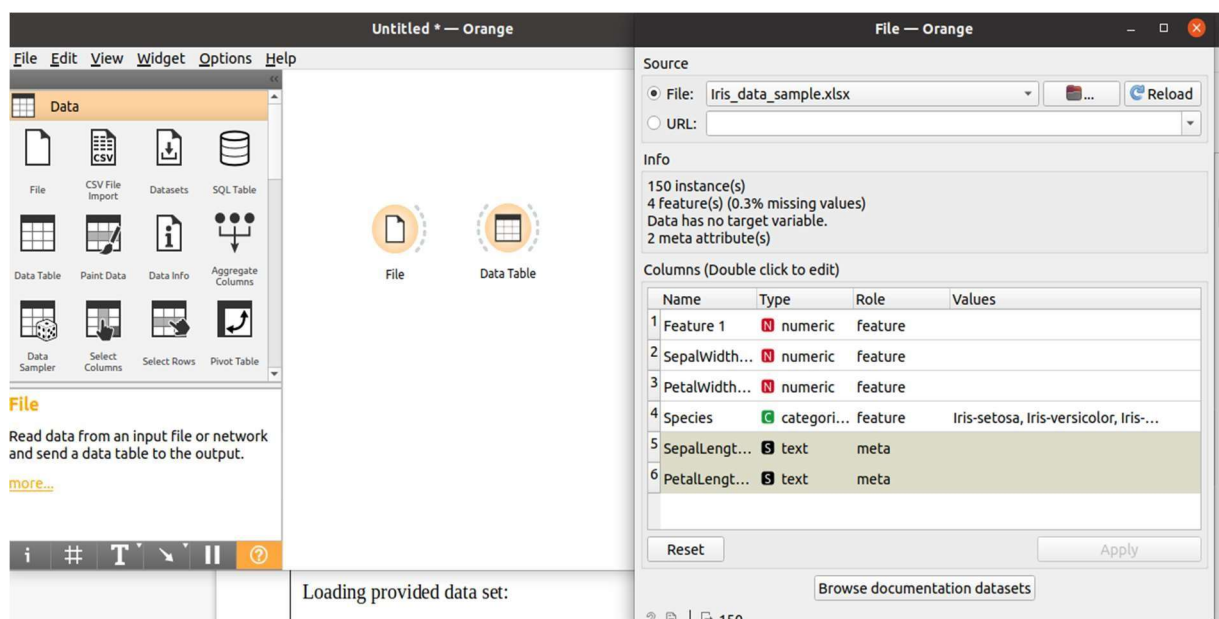 Untitled * — Orange
File Edit View Widget Options Help
Data
File
CSV File Import
Datasets
SQL Table
Data Table
Paint Data
Data Info
Aggregate Columns
Data Sampler
Select Columns
Select Rows
Pivot Table
File
Read data from an input file or network
and send a data table to the output.
more...
File
Data Table
Loading provided data set:
File — Orange
Source
File: Iris_data_sample.xlsx ... Reload
URL:
Info
150 instance(s)
4 feature(s) (0.3% missing values)
Data has no target variable.
2 meta attribute(s)
Columns (Double click to edit)
Name Type Role Values
1 Feature 1 N numeric feature
2 SepalWidth... N numeric feature
3 PetalWidth... N numeric feature
4 Species C categori... feature Iris-setosa, Iris-versicolor, Iris-...
5 SepalLengt... S text meta
6 PetalLengt... S text meta
Reset Apply
Browse documentation datasets
150